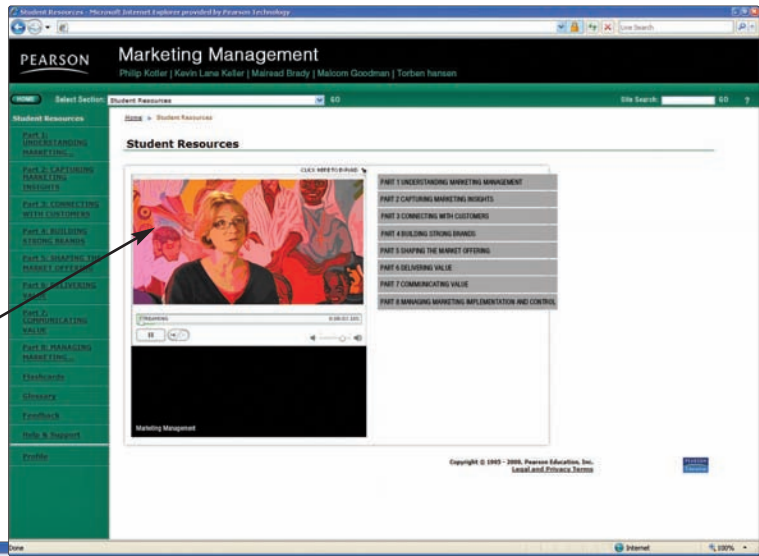 Student Resources - Microsoft Internet Explorer provided by Pearson Technology
Live Search
PEARSON
Marketing Management
Philip Kotler | Kevin Lane Keller | Mairead Brady | Malcom Goodman | Torben hansen
HOME
Select Section:
Student Resources
GO
Site Search:
GO
?
Student Resources
Part 1: UNDERSTANDING MARKETING...
Part 2: CAPTURING MARKETING INSIGHTS
Part 3: CONNECTING WITH CUSTOMERS
Part 4: BUILDING STRONG BRANDS
Part 5: SHAPING THE MARKET OFFERING
Part 6: DELIVERING VALUE
Part 7: COMMUNICATING VALUE
Part 8: MANAGING MARKETING...
Flashcards
Glossary
Feedback
Help & Support
Profile
Home > Student Resources
Student Resources
CLICK HERE TO EXPAND
STREAMING
Marketing Management
PART 1 UNDERSTANDING MARKETING MANAGEMENT
PART 2 CAPTURING MARKETING INSIGHTS
PART 3 CONNECTING WITH CUSTOMERS
PART 4 BUILDING STRONG BRANDS
PART 5 SHAPING THE MARKET OFFERING
PART 6 DELIVERING VALUE
PART 7 COMMUNICATING VALUE
PART 8 MANAGING MARKETING IMPLEMENTATION AND CONTROL
Copyright © 1995 - 2008, Pearson Education, Inc.
Legal and Privacy Terms
Done
Internet
100%